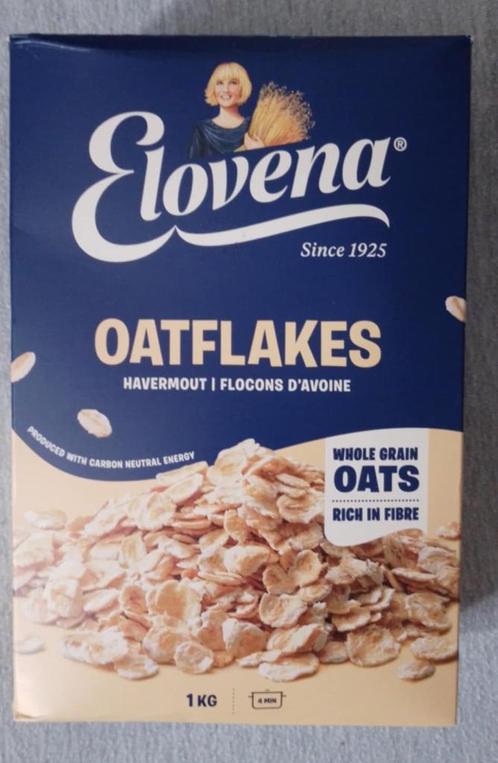 Elovena®
Since 1925
OATFLAKES
HAVERMOUT | FLOCONS D'AVOINE
PRODUCED WITH CARBON NEUTRAL ENERGY
WHOLE GRAIN
OATS
RICH IN FIBRE
1 KG
4 MIN